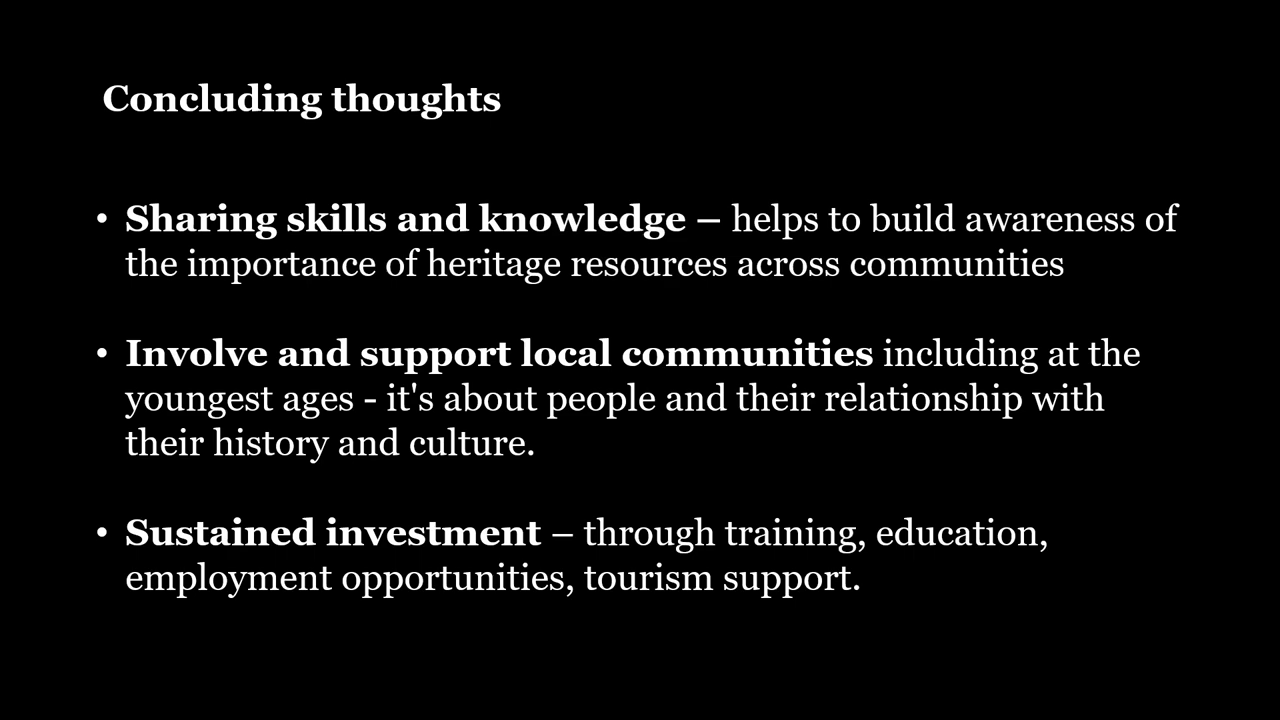 Concluding thoughts
• Sharing skills and knowledge – helps to build awareness of
the importance of heritage resources across communities
• Involve and support local communities including at the
youngest ages - it's about people and their relationship with
their history and culture.
• Sustained investment – through training, education,
employment opportunities, tourism support.